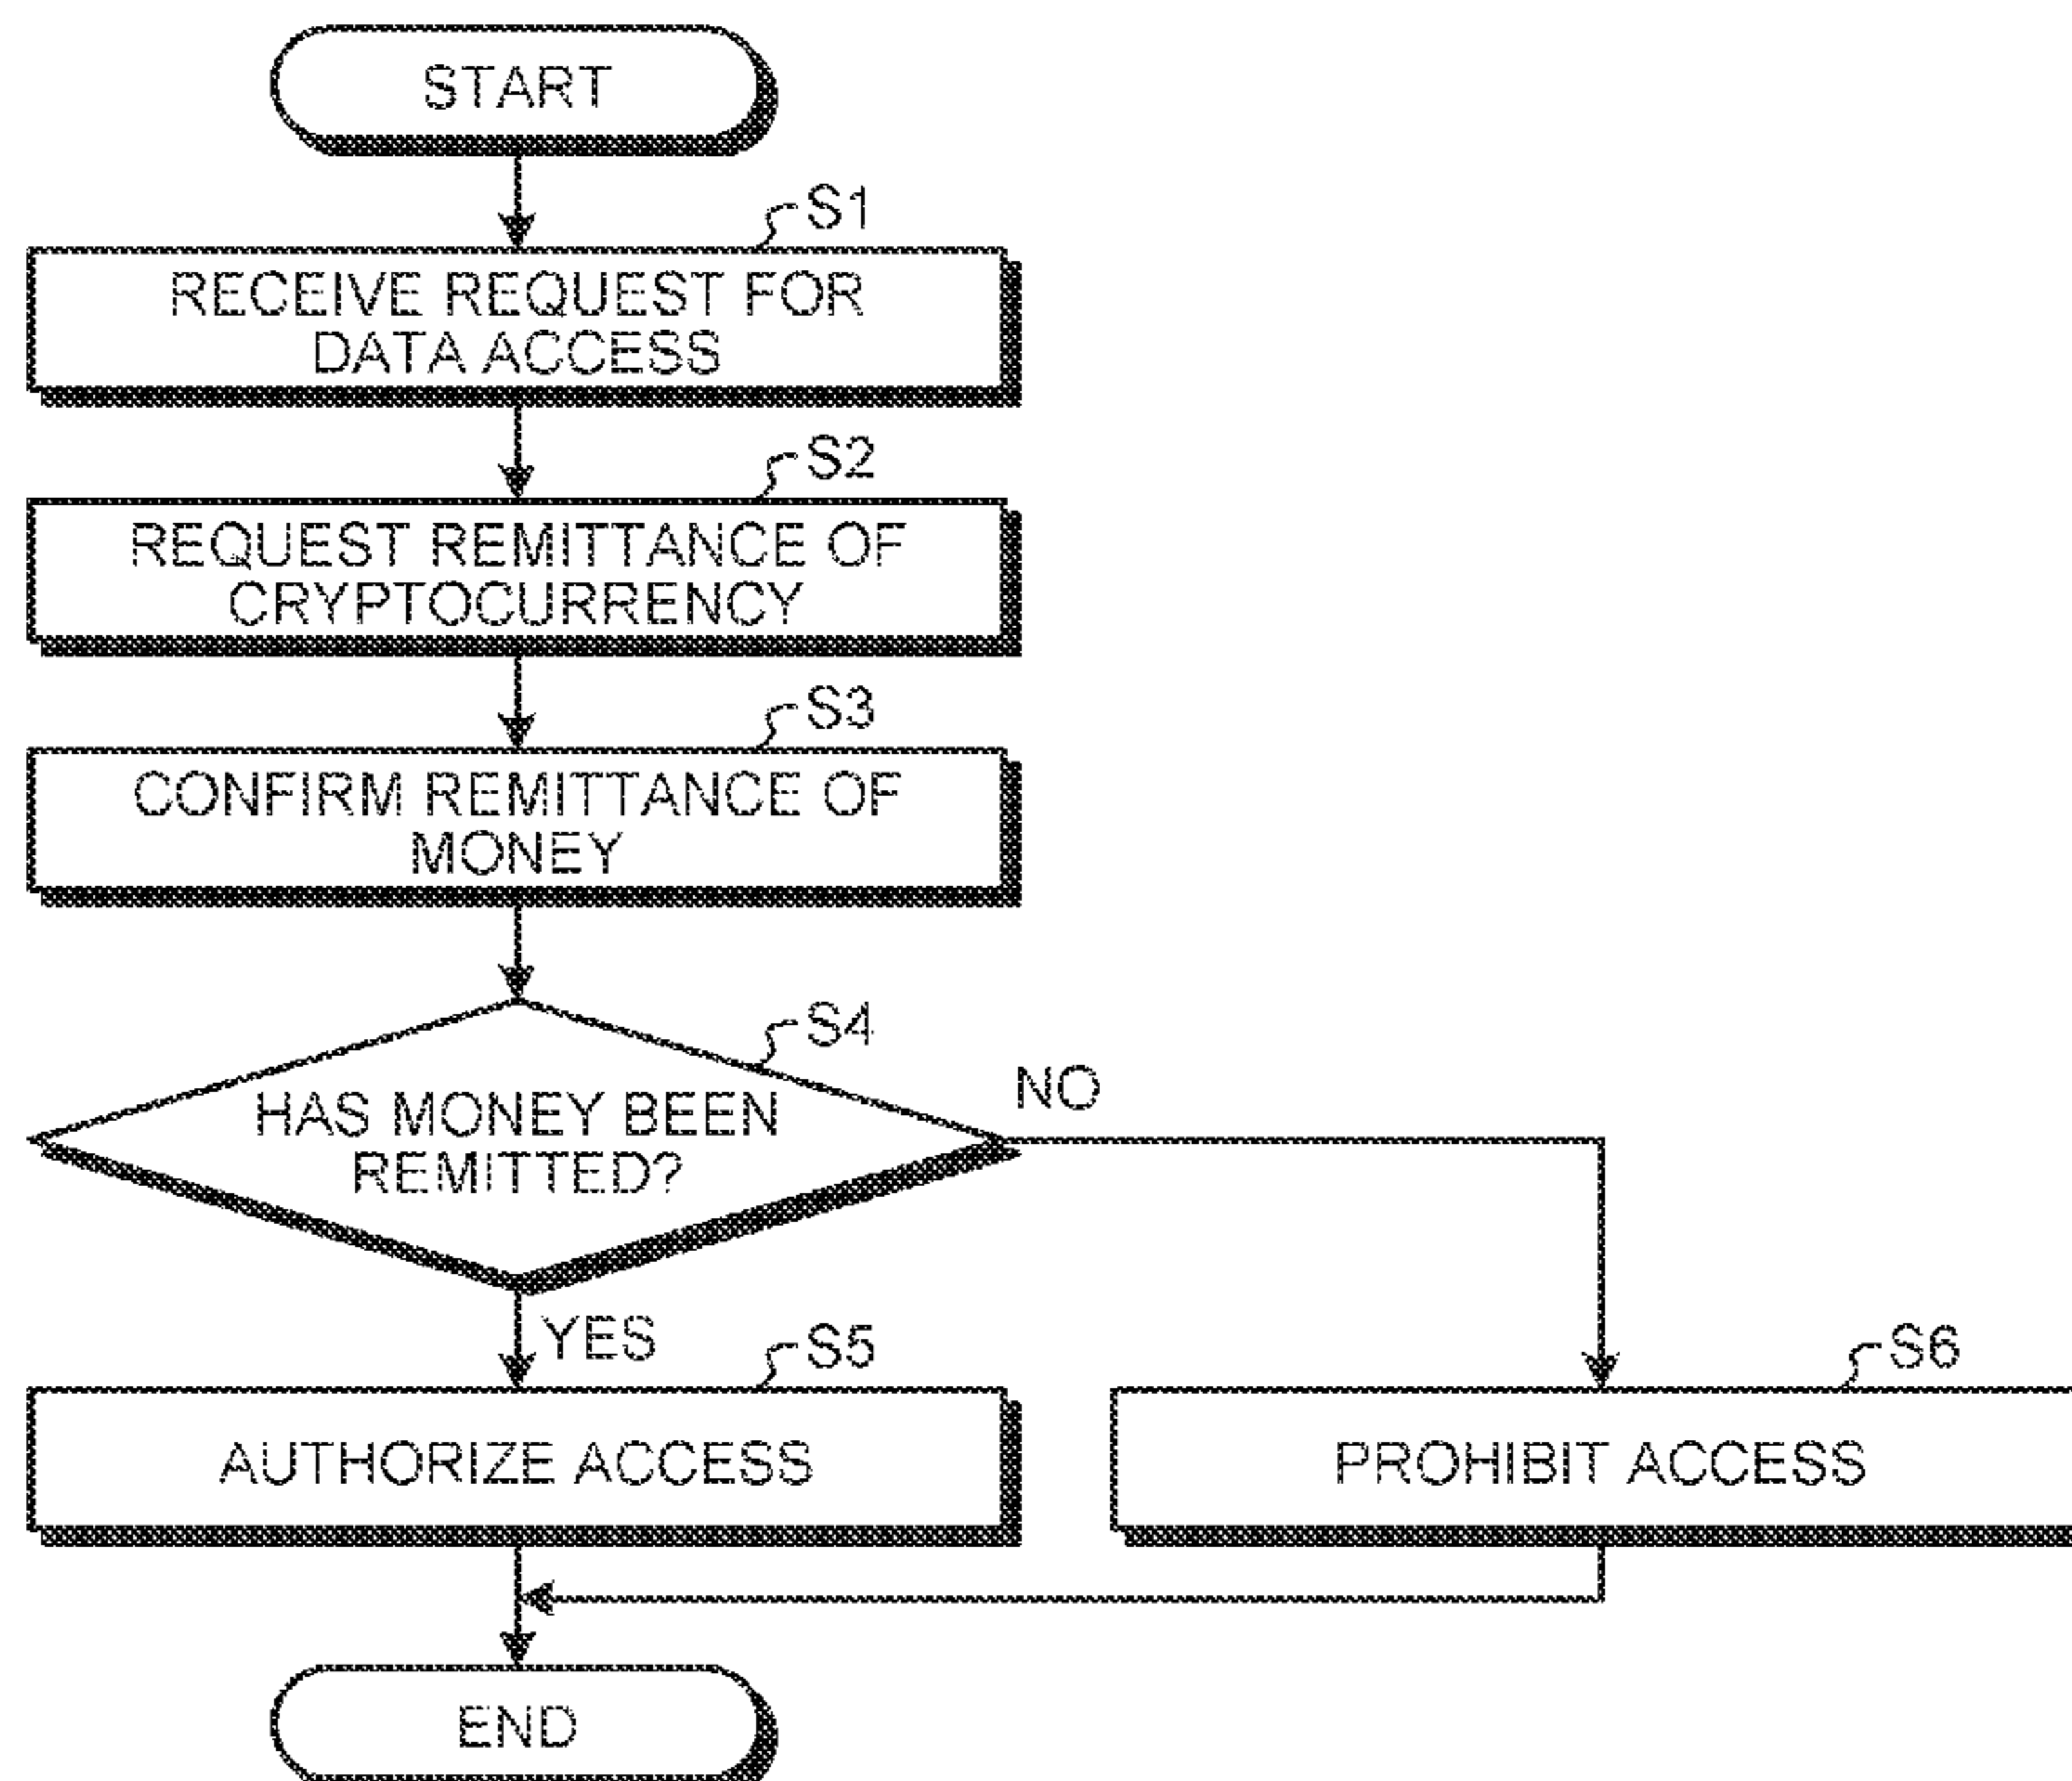 START
S1
RECEIVE REQUEST FOR
DATA ACCESS
S2
REQUEST REMITTANCE OF
CRYPTOCURRENCY
S3
CONFIRM REMITTANCE OF
MONEY
S4
HAS MONEY BEEN
REMITTED?
NO
YES
S5
AUTHORIZE ACCESS
S6
PROHIBIT ACCESS
END